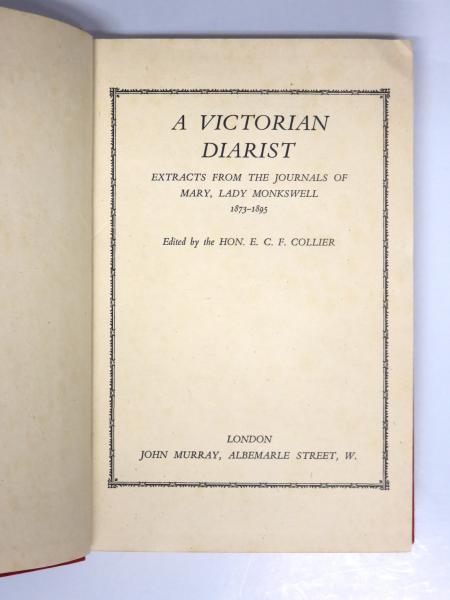 A VICTORIAN
DIARIST
EXTRACTS FROM THE JOURNALS OF
MARY, LADY MONKSWELL
1873–1895
Edited by the HON. E. C. F. COLLIER
LONDON
JOHN MURRAY, ALBEMARLE STREET, W.